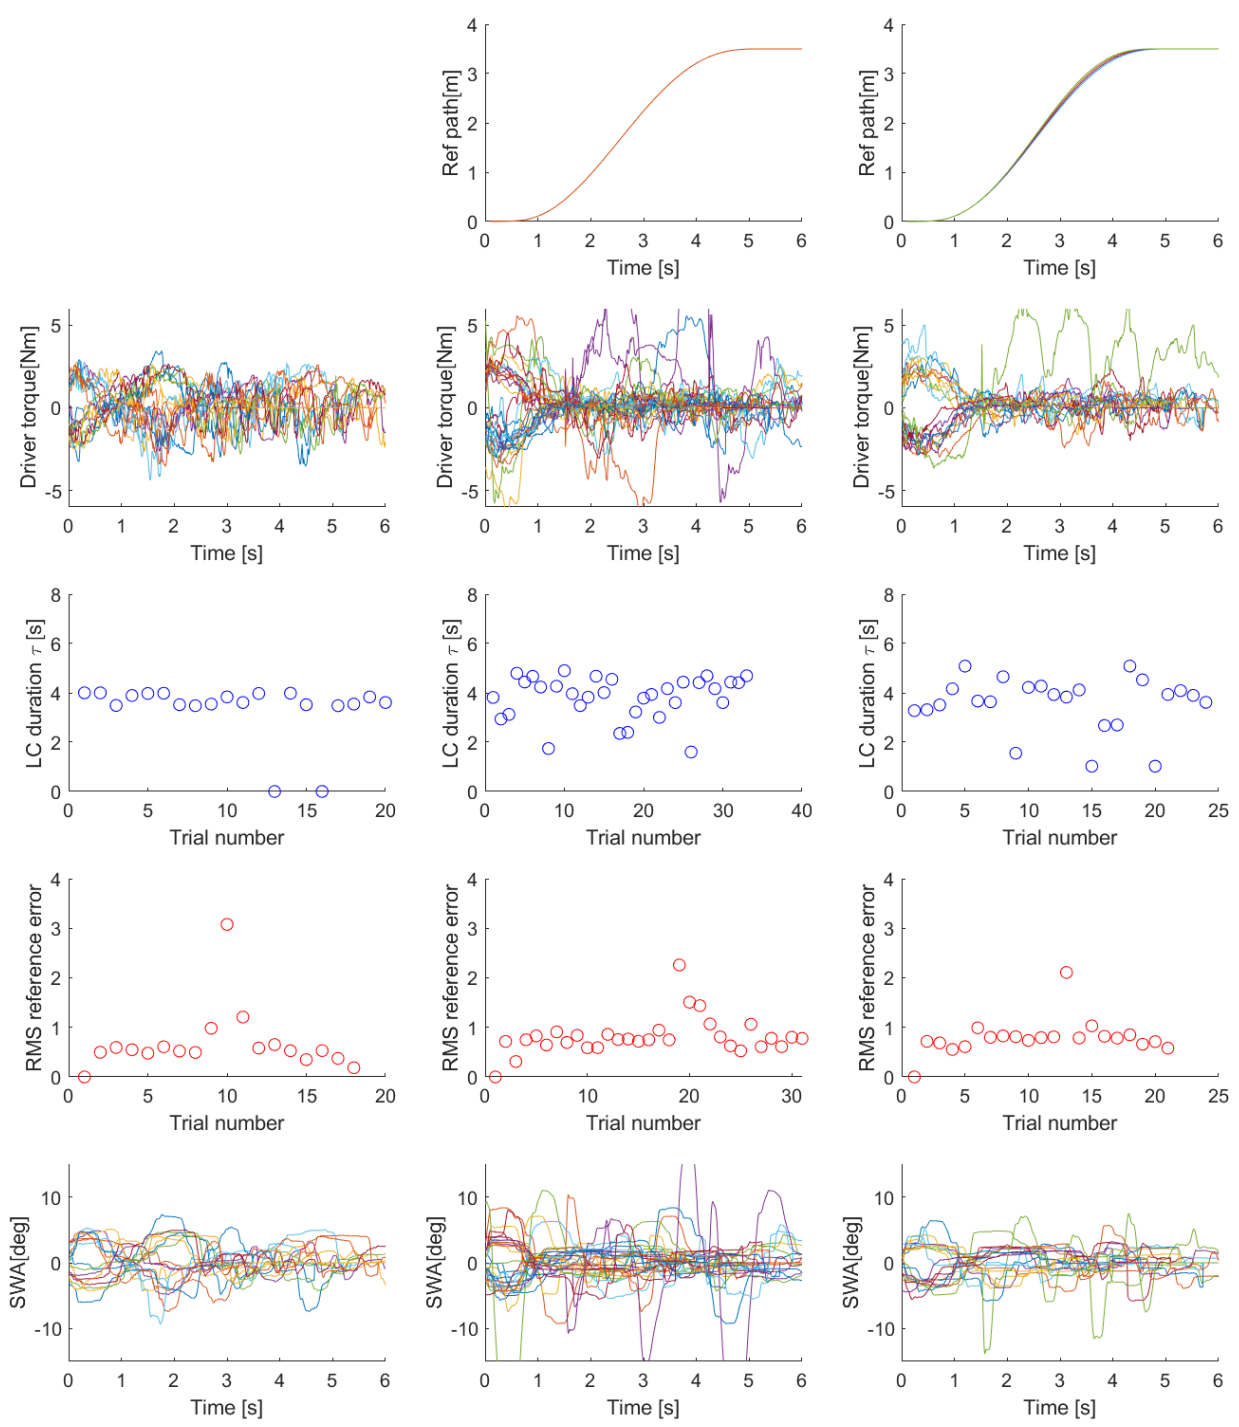 4
3
2
1
0
Ref path[m]
0 1 2 3 4 5 6
Time [s]
4
3
2
1
0
Ref path[m]
0 1 2 3 4 5 6
Time [s]
5
0
-5
Driver torque[Nm]
0 1 2 3 4 5 6
Time [s]
5
0
-5
Driver torque[Nm]
0 1 2 3 4 5 6
Time [s]
5
0
-5
Driver torque[Nm]
0 1 2 3 4 5 6
Time [s]
8
6
4
2
0
LC duration τ [s]
0 5 10 15 20
Trial number
8
6
4
2
0
LC duration τ [s]
0 10 20 30 40
Trial number
8
6
4
2
0
LC duration τ [s]
0 5 10 15 20 25
Trial number
4
3
2
1
0
RMS reference error
0 5 10 15 20
Trial number
4
3
2
1
0
RMS reference error
0 10 20 30
Trial number
4
3
2
1
0
RMS reference error
0 5 10 15 20 25
Trial number
10
0
-10
SWA[deg]
0 1 2 3 4 5 6
Time [s]
10
0
-10
SWA[deg]
0 1 2 3 4 5 6
Time [s]
10
0
-10
SWA[deg]
0 1 2 3 4 5 6
Time [s]